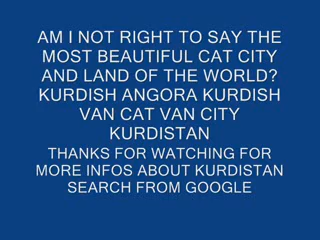 AM I NOT RIGHT TO SAY THE
MOST BEAUTIFUL CAT CITY
AND LAND OF THE WORLD?
KURDISH ANGORA KURDISH
VAN CAT VAN CITY
KURDISTAN
THANKS FOR WATCHING FOR
MORE INFOS ABOUT KURDISTAN
SEARCH FROM GOOGLE